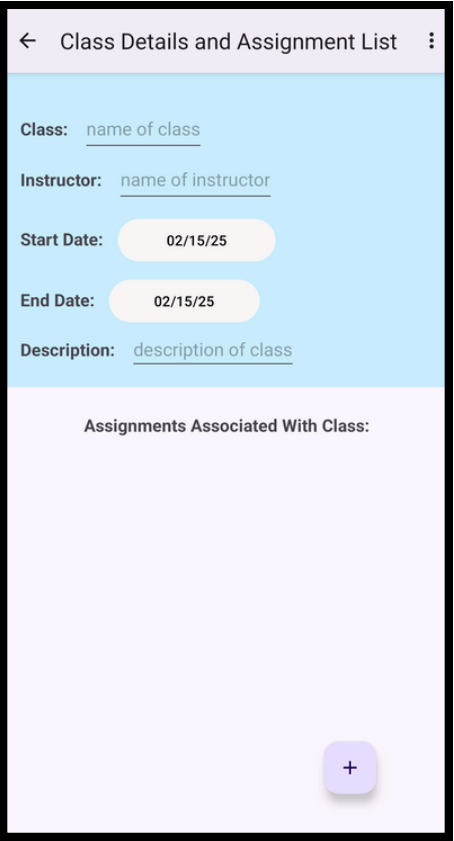 Class Details and Assignment List
Class: name of class
Instructor: name of instructor
Start Date: 02/15/25
End Date: 02/15/25
Description: description of class
Assignments Associated With Class:
+